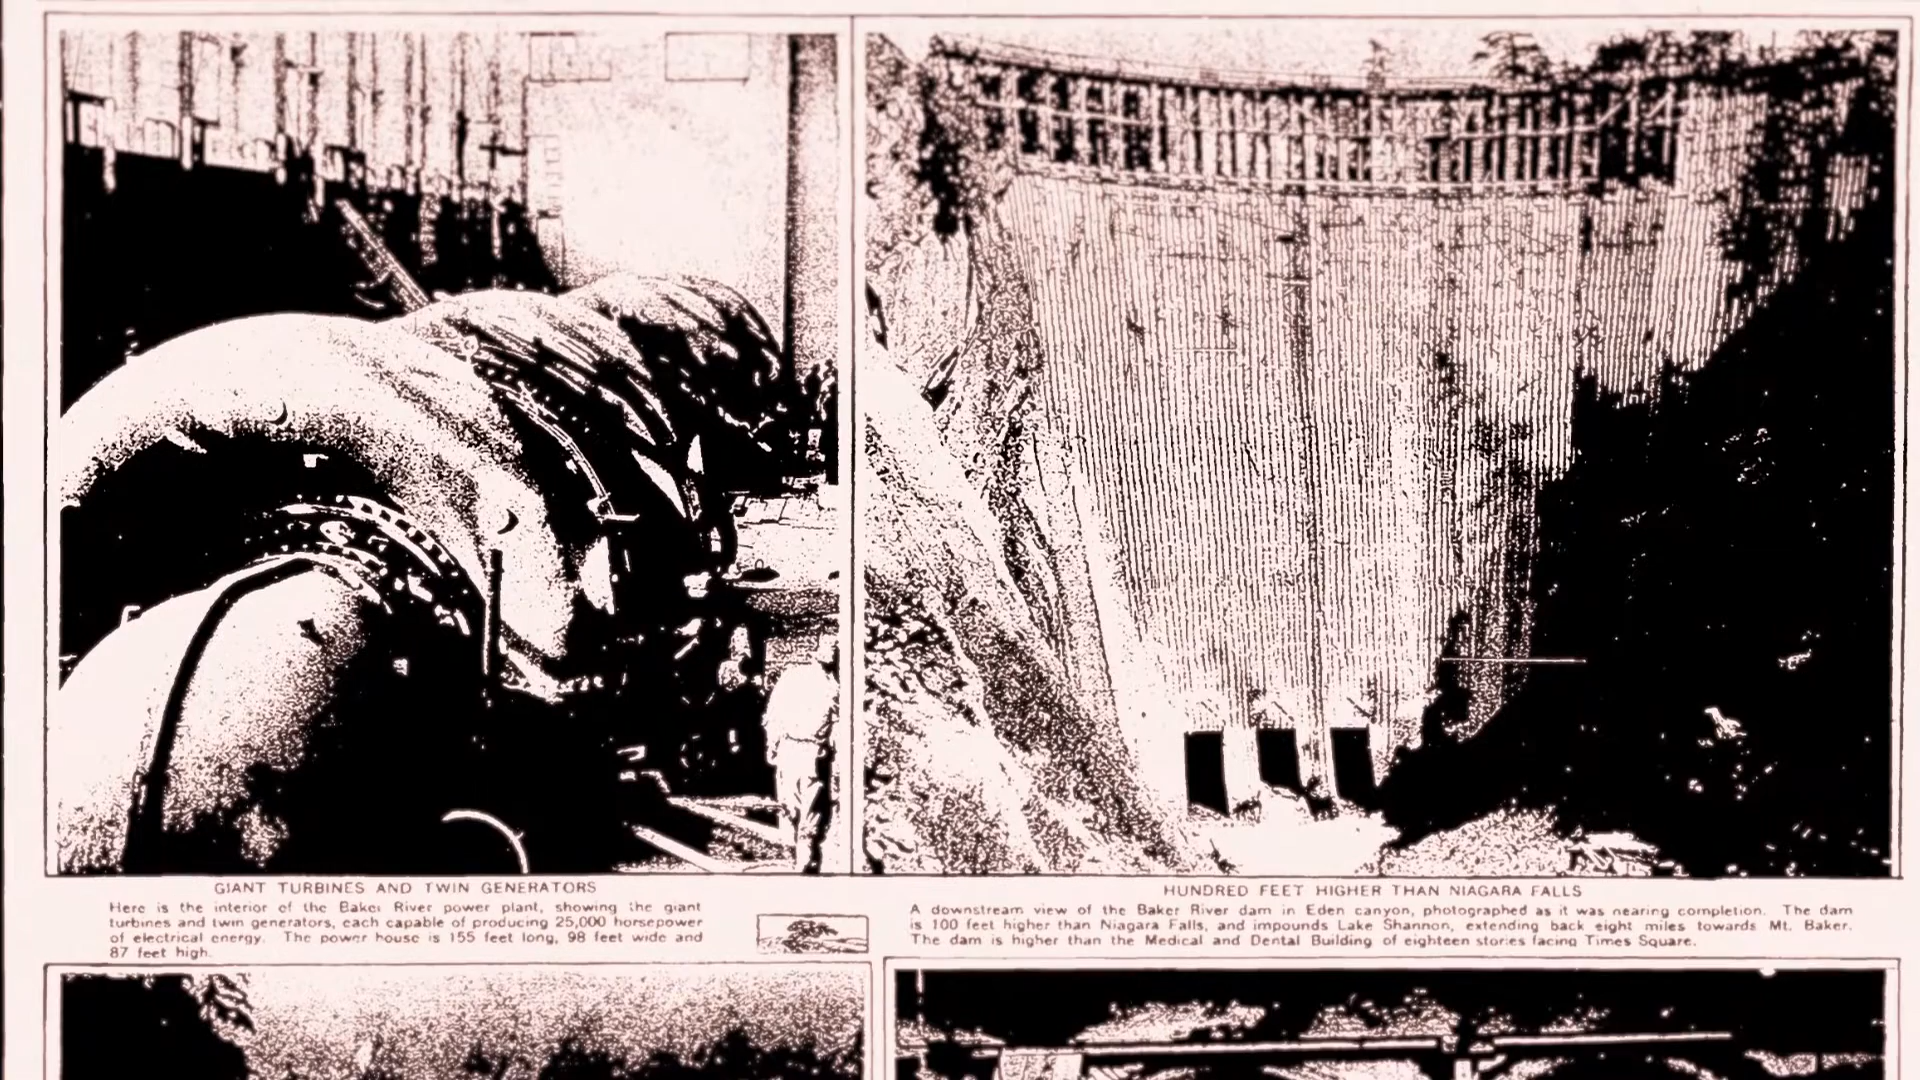 GIANT TURBINES AND TWIN GENERATORS
Here is the interior of the Baker River power plant, showing the giant
turbines and twin generators, each capable of producing 25,000 horsepower
of electrical energy. The power house is 155 feet long, 98 feet wide and
87 feet high.
HUNDRED FEET HIGHER THAN NIAGARA FALLS
A downstream view of the Baker River dam in Eden canyon, photographed as it was nearing completion. The dam
is 100 feet higher than Niagara Falls, and impounds Lake Shannon, extending back eight miles towards Mt. Baker.
The dam is higher than the Medical and Dental Building of eighteen stories facing Times Square.